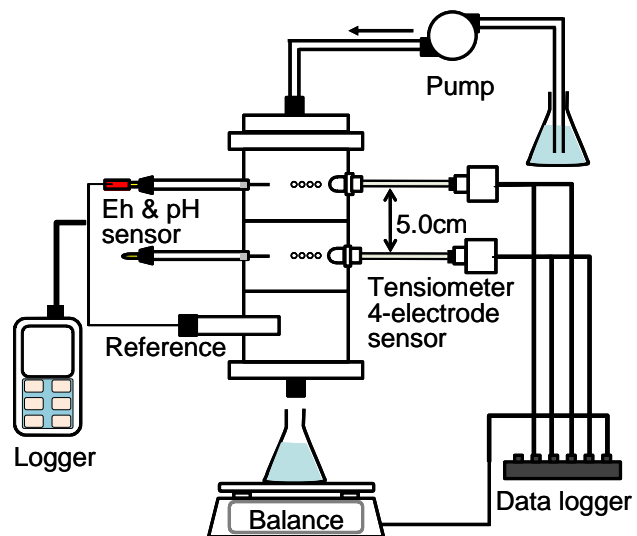 Pump
Eh & pH
sensor
5.0cm
Tensiometer
4-electrode
sensor
Reference
Logger
Balance
Data logger